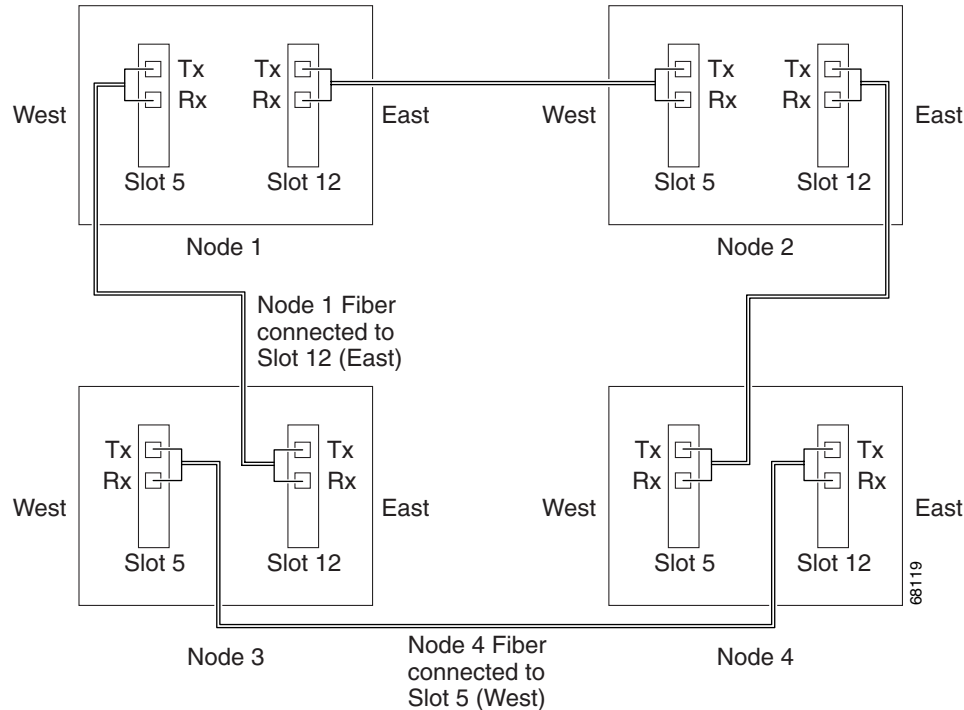 Tx Tx Tx Tx
Rx Rx Rx Rx
West East West East
Slot 5 Slot 12 Slot 5 Slot 12
Node 1 Node 2
Node 1 Fiber
connected to
Slot 12 (East)
Tx Tx Tx Tx
Rx Rx Rx Rx
West East West East
Slot 5 Slot 12 Slot 5 Slot 12
68119
Node 3 Node 4
Node 4 Fiber
connected to
Slot 5 (West)